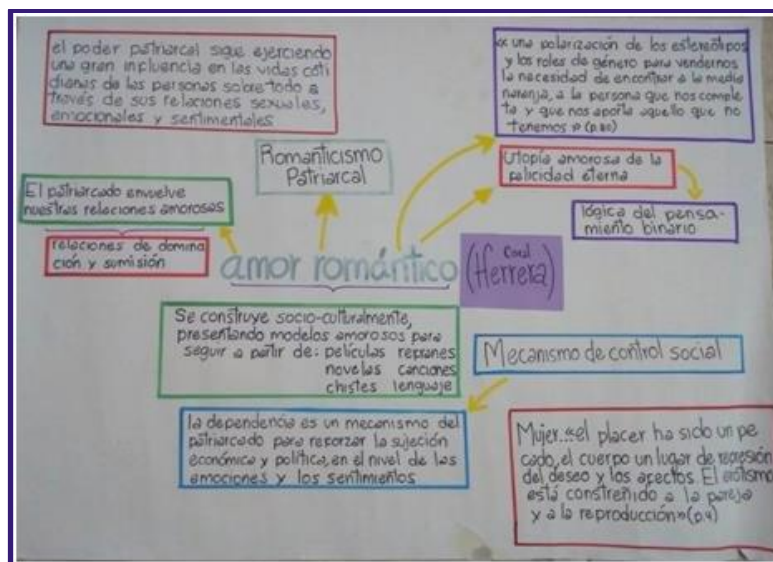 el poder patriarcal sigue ejerciendo
una gran influencia en las vidas coti
dianas de las personas sobre todo a
través de sus relaciones sexuales,
emocionales y sentimentales
« una polarización de los estereotipos
y los roles de género para vendernos
la necesidad de encontrar a la media
naranja, a la persona que nos comple
ta y que nos aporta aquello que no
tenemos » (p.80)
Romanticismo
Patriarcal
Utopía amorosa de la
felicidad eterna
El patriarcado envuelve
nuestras relaciones amorosas
lógica del pensa-
miento binario
relaciones de domina
ción y sumisión
amor romántico
(Coral
Herrera)
Se construye socio-culturalmente,
presentando modelos amorosos para
seguir a partir de: películas refranes
novelas canciones
chistes lenguaje
Mecanismo de control social
la dependencia es un mecanismo del
patriarcado para reforzar la sujeción
económica y política, en el nivel de las
emociones y los sentimientos
Mujer...«el placer ha sido un pe
cado, el cuerpo un lugar de represión
del deseo y los afectos. El erotismo
está constreñido a la pareja
y a la reproducción» (p.4)